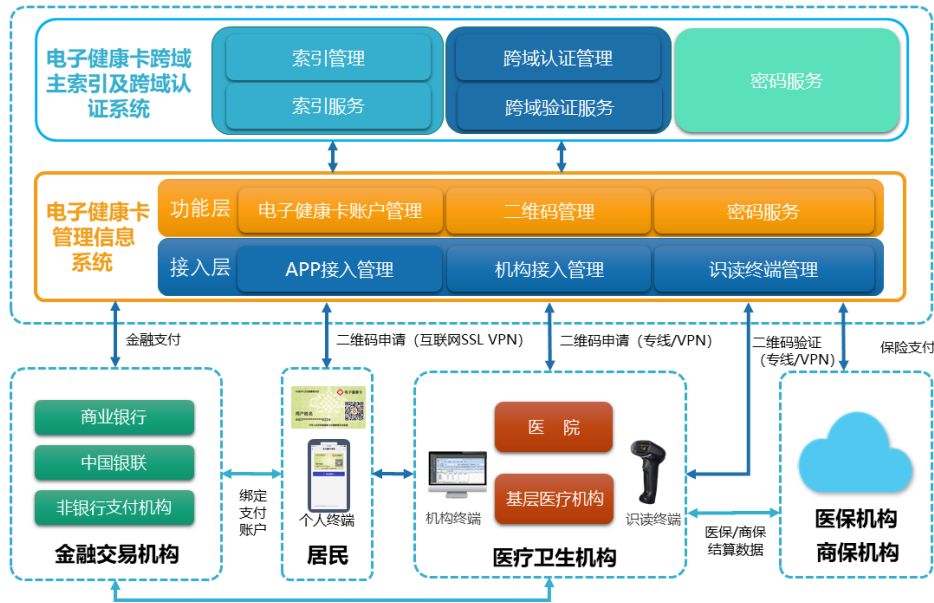 电子健康卡跨域
主索引及跨域认
证系统
索引管理
索引服务
跨域认证管理
跨域验证服务
密码服务
电子健康卡
管理信息
系统
功能层
电子健康卡账户管理
二维码管理
密码服务
接入层
APP接入管理
机构接入管理
识读终端管理
金融支付
二维码申请（互联网SSL VPN）
二维码申请（专线/VPN）
二维码验证
（专线/VPN）
保险支付
商业银行
中国银联
非银行支付机构
金融交易机构
绑定
支付
账户
电子健康卡
个人终端
居民
机构终端
医 院
基层医疗机构
识读终端
医疗卫生机构
医保/商保
结算数据
医保机构
商保机构